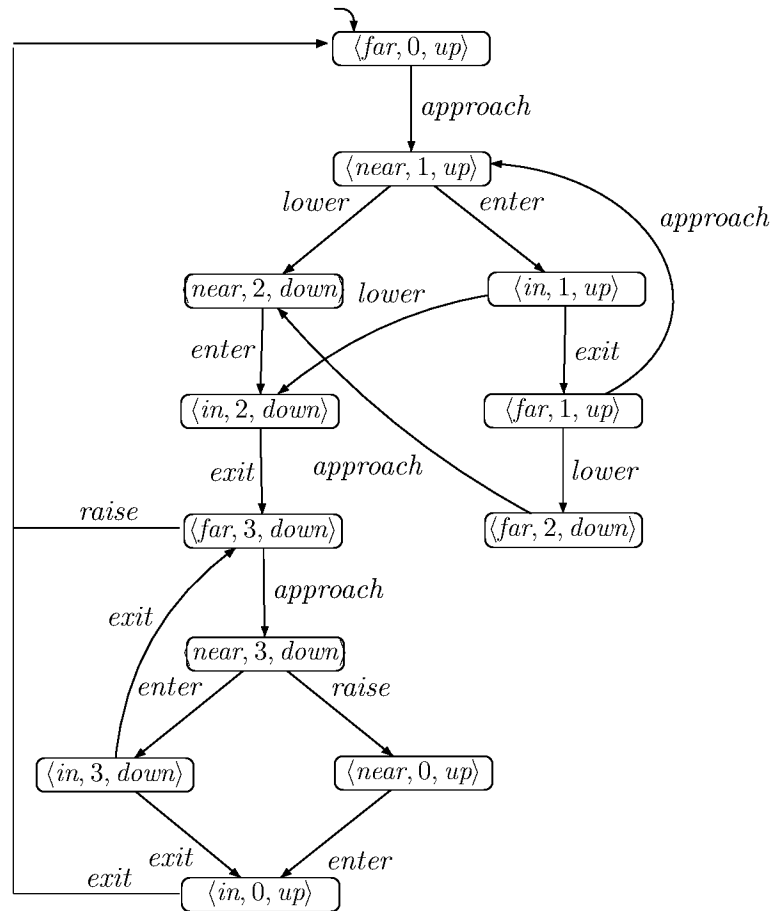 ⟨far, 0, up⟩
approach
⟨near, 1, up⟩
lower
enter
approach
⟨near, 2, down⟩
lower
⟨in, 1, up⟩
enter
exit
⟨in, 2, down⟩
⟨far, 1, up⟩
exit
approach
lower
raise
⟨far, 3, down⟩
⟨far, 2, down⟩
exit
approach
⟨near, 3, down⟩
enter
raise
⟨in, 3, down⟩
⟨near, 0, up⟩
exit
exit
enter
⟨in, 0, up⟩